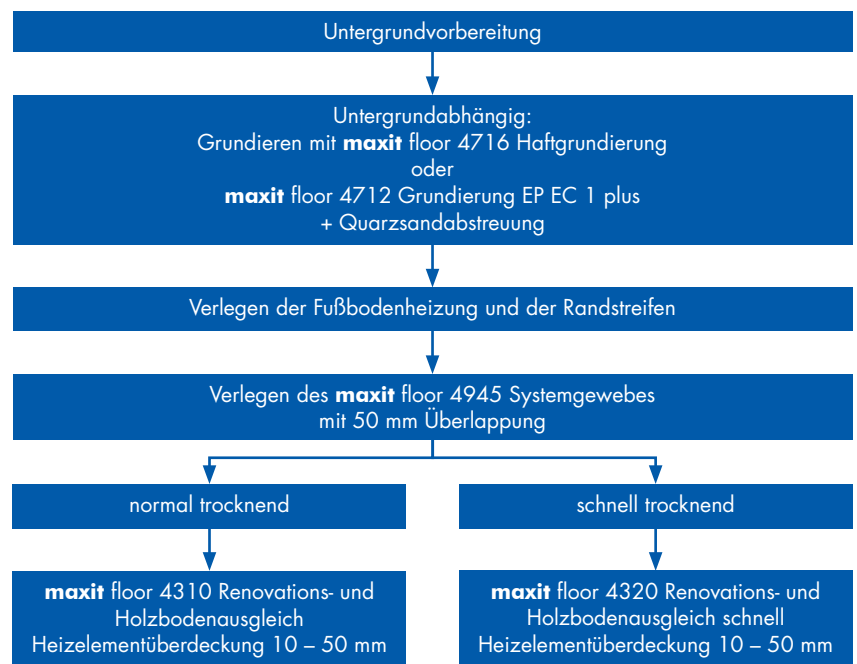 Untergrundvorbereitung
Untergrundabhängig:
Grundieren mit maxit floor 4716 Haftgrundierung
oder
maxit floor 4712 Grundierung EP EC 1 plus
+ Quarzsandabstreuung
Verlegen der Fußbodenheizung und der Randstreifen
Verlegen des maxit floor 4945 Systemgewebes
mit 50 mm Überlappung
normal trocknend
schnell trocknend
maxit floor 4310 Renovations- und
Holzbodenausgleich
Heizelementüberdeckung 10 – 50 mm
maxit floor 4320 Renovations- und
Holzbodenausgleich schnell
Heizelementüberdeckung 10 – 50 mm